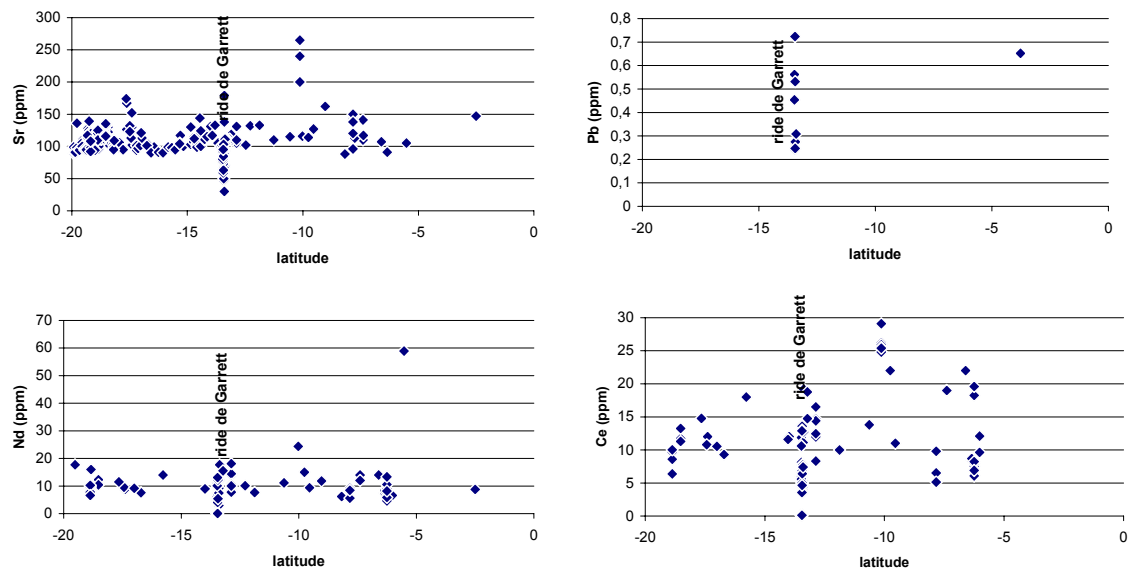 300
250
200
150
100
50
0
Sr (ppm)
ride de Garrett
-20 -15 -10 -5 0
latitude
0,8
0,7
0,6
0,5
0,4
0,3
0,2
0,1
0
Pb (ppm)
ride de Garrett
-20 -15 -10 -5 0
latitude
70
60
50
40
30
20
10
0
Nd (ppm)
ride de Garrett
-20 -15 -10 -5 0
latitude
30
25
20
15
10
5
0
Ce (ppm)
ride de Garrett
-20 -15 -10 -5 0
latitude